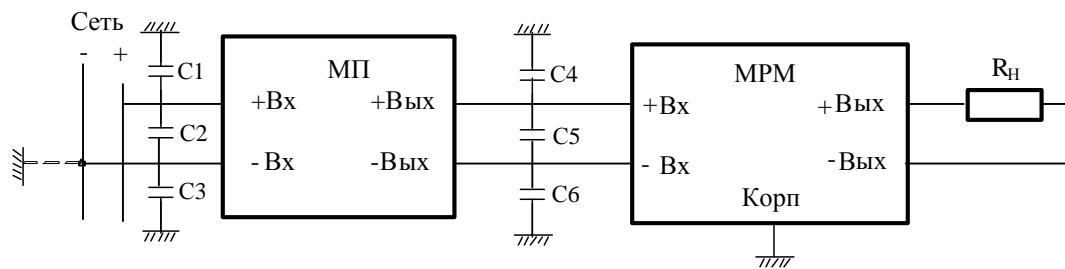 Сеть
- +
C1
C2
C3
МП
+Вх
- Вх
+Вых
-Вых
C4
C5
C6
МРМ
+Вх
- Вх
+Вых
-Вых
Корп
RН